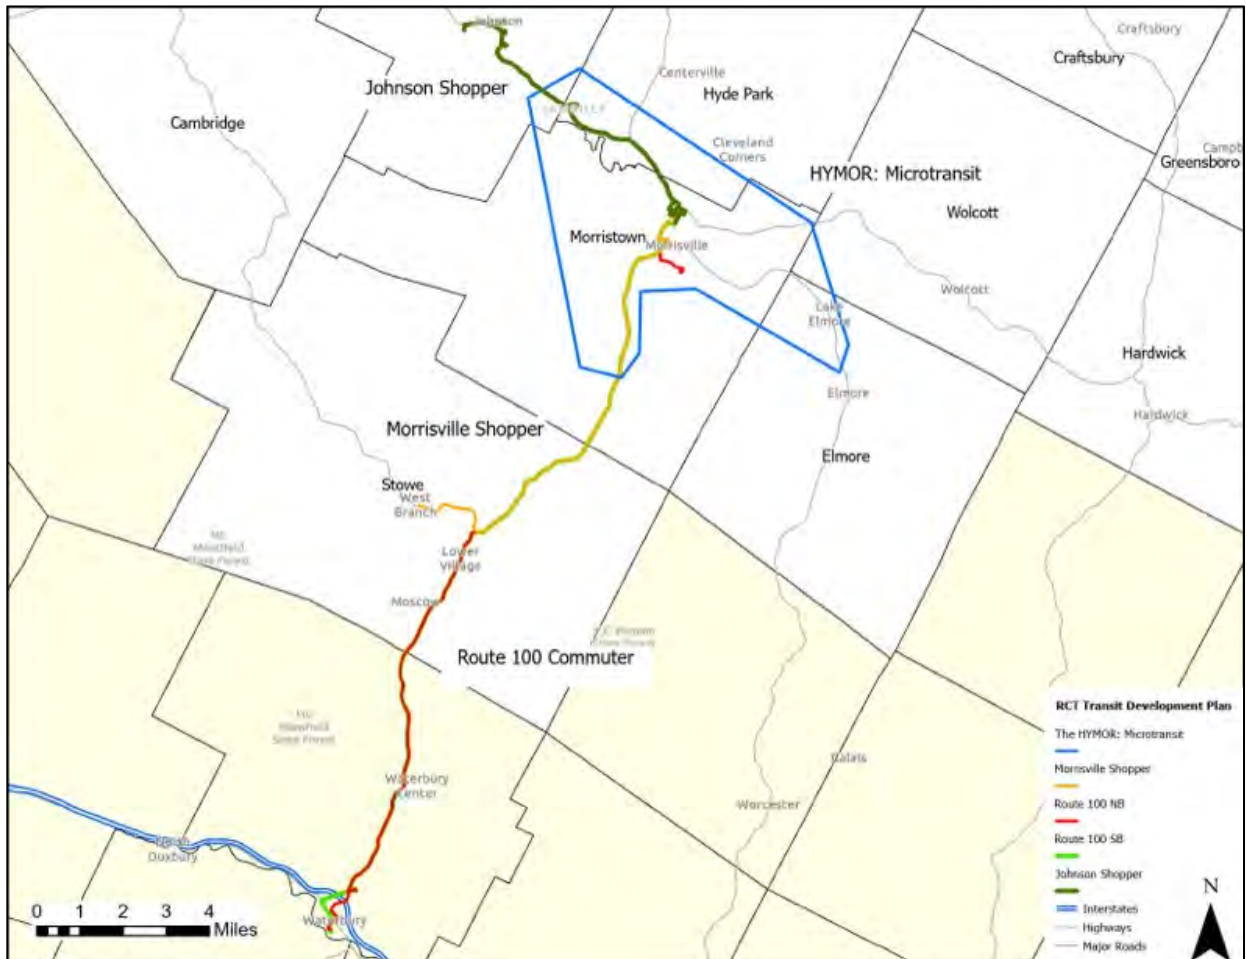 Johnson
Craftsbury
Craftsbury
Centerville
Johnson Shopper
Hyde Park
Cambridge
Cleveland
Corners
Greensboro
HYMOR: Microtransit
Wolcott
Morristown
Morrisville
Wolcott
Lake
Elmore
Hardwick
Elmore
Hardwick
Morrisville Shopper
Elmore
Stowe
West
Branch
Lower
Village
Moscow
Route 100 Commuter
Waterbury
Center
Calais
Worcester
Duxbury
Waterbury
0 1 2 3 4
Miles
RCT Transit Development Plan
The HYMOR: Microtransit
Morrisville Shopper
Route 100 NB
Route 100 SB
Johnson Shopper
Interstates
Highways
Major Roads
N